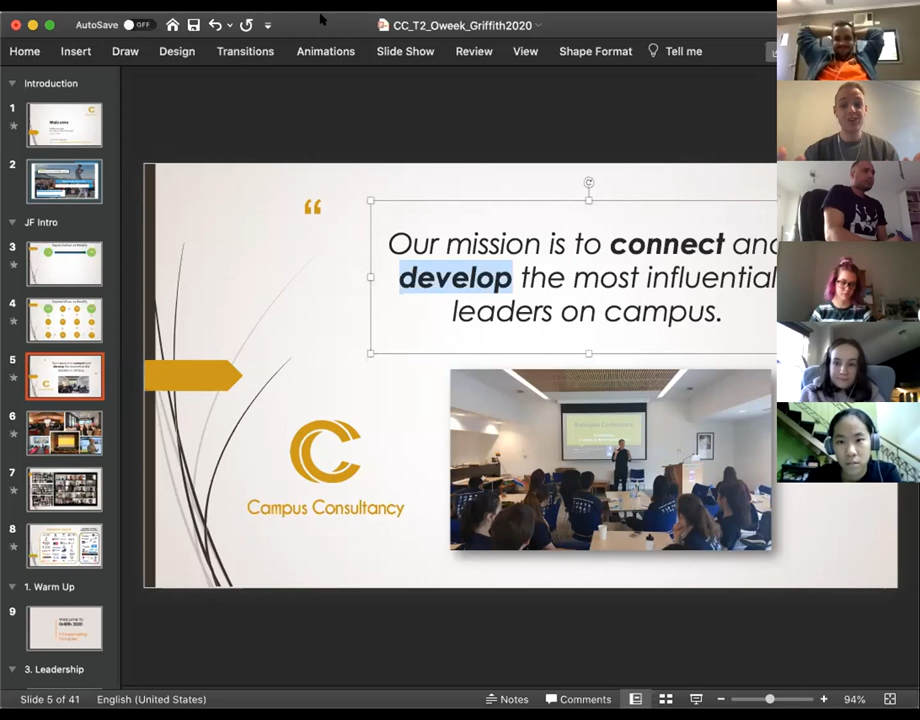 AutoSave OFF
CC_T2_Oweek_Griffith2020
Home Insert Draw Design Transitions Animations Slide Show Review View Shape Format Tell me
Introduction
1
Welcome
2
JF Intro
3
4
5
6
7
8
1. Warm Up
9
3. Leadership
“
Our mission is to connect and
develop the most influential
leaders on campus.
CC
Campus Consultancy
Slide 5 of 41 English (United States) Notes Comments 94%